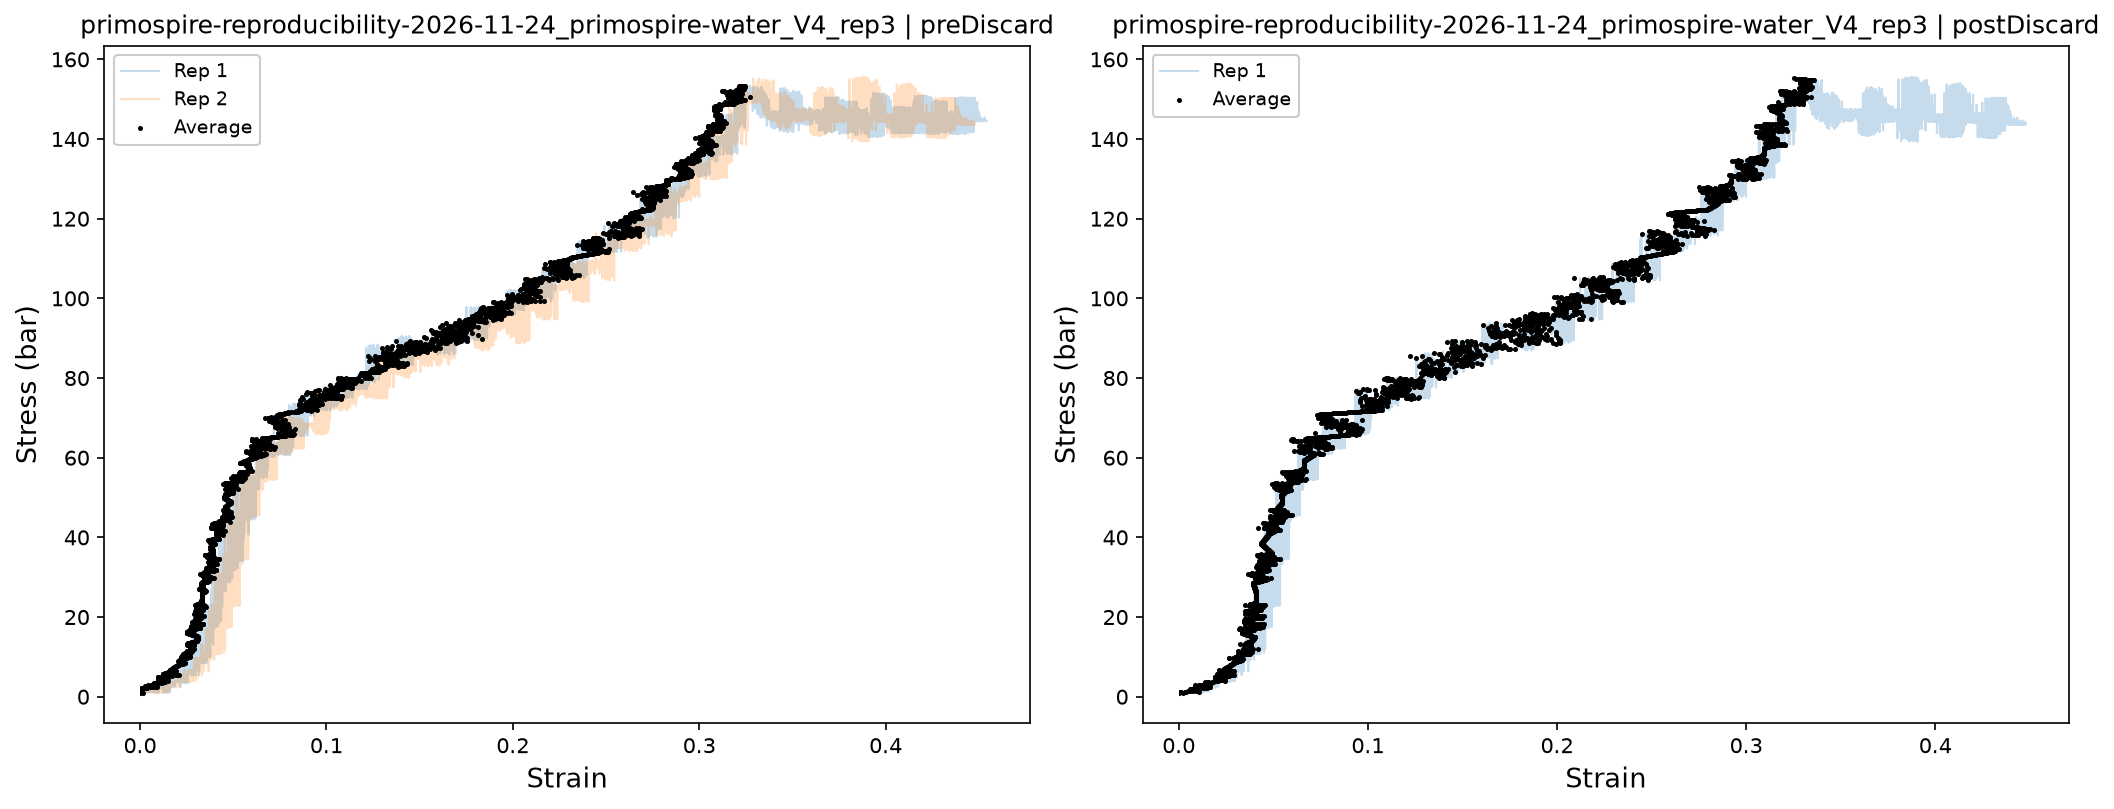 primospire-reproducibility-2026-11-24_primospire-water_V4_rep3 | preDiscard
Rep 1
Rep 2
Average
160
140
120
100
80
60
40
20
0
Stress (bar)
0.0 0.1 0.2 0.3 0.4
Strain
primospire-reproducibility-2026-11-24_primospire-water_V4_rep3 | postDiscard
Rep 1
Average
160
140
120
100
80
60
40
20
0
Stress (bar)
0.0 0.1 0.2 0.3 0.4
Strain